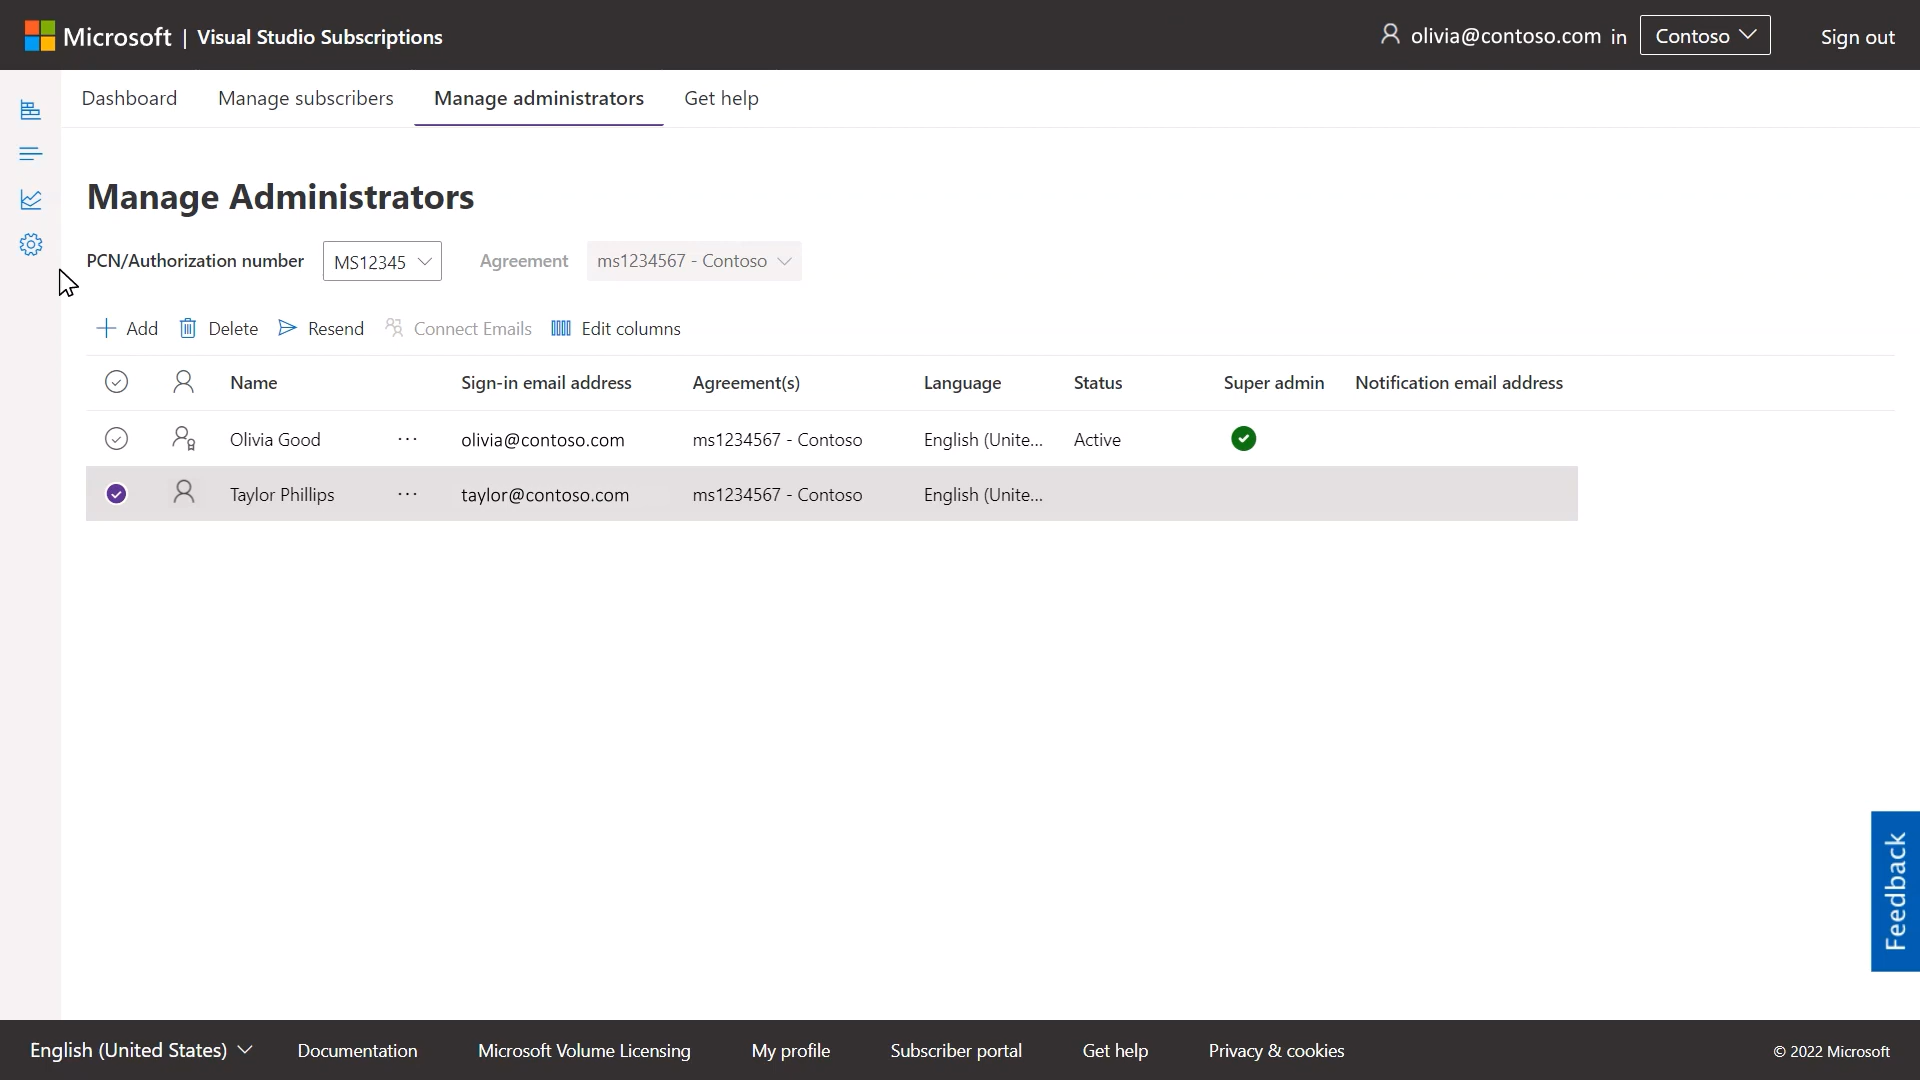 Microsoft | Visual Studio Subscriptions
olivia@contoso.com in Contoso Sign out
Dashboard Manage subscribers Manage administrators Get help
Manage Administrators
PCN/Authorization number MS12345 Agreement ms1234567 - Contoso
Add Delete Resend Connect Emails Edit columns
Name Sign-in email address Agreement(s) Language Status Super admin Notification email address
Olivia Good ... olivia@contoso.com ms1234567 - Contoso English (Unite... Active
Taylor Phillips ... taylor@contoso.com ms1234567 - Contoso English (Unite...
Feedback
English (United States) Documentation Microsoft Volume Licensing My profile Subscriber portal Get help Privacy & cookies © 2022 Microsoft